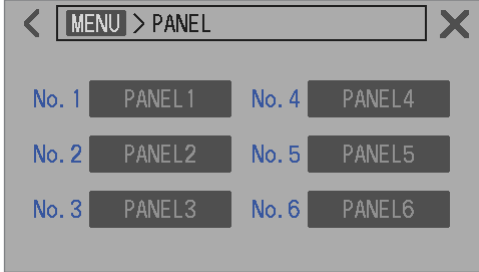 MENU > PANEL
No. 1 PANEL1 No. 4 PANEL4
No. 2 PANEL2 No. 5 PANEL5
No. 3 PANEL3 No. 6 PANEL6